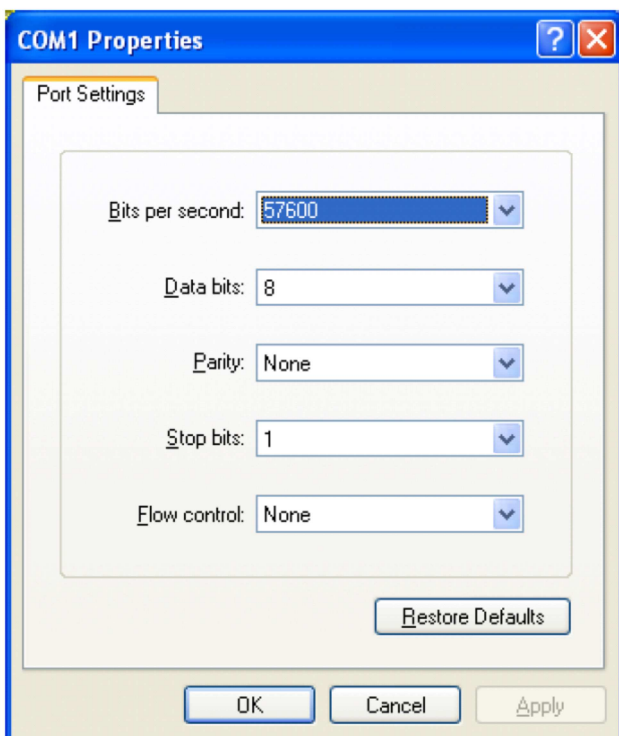 COM1 Properties
Port Settings
Bits per second: 57600
Data bits: 8
Parity: None
Stop bits: 1
Flow control: None
Restore Defaults
OK Cancel Apply